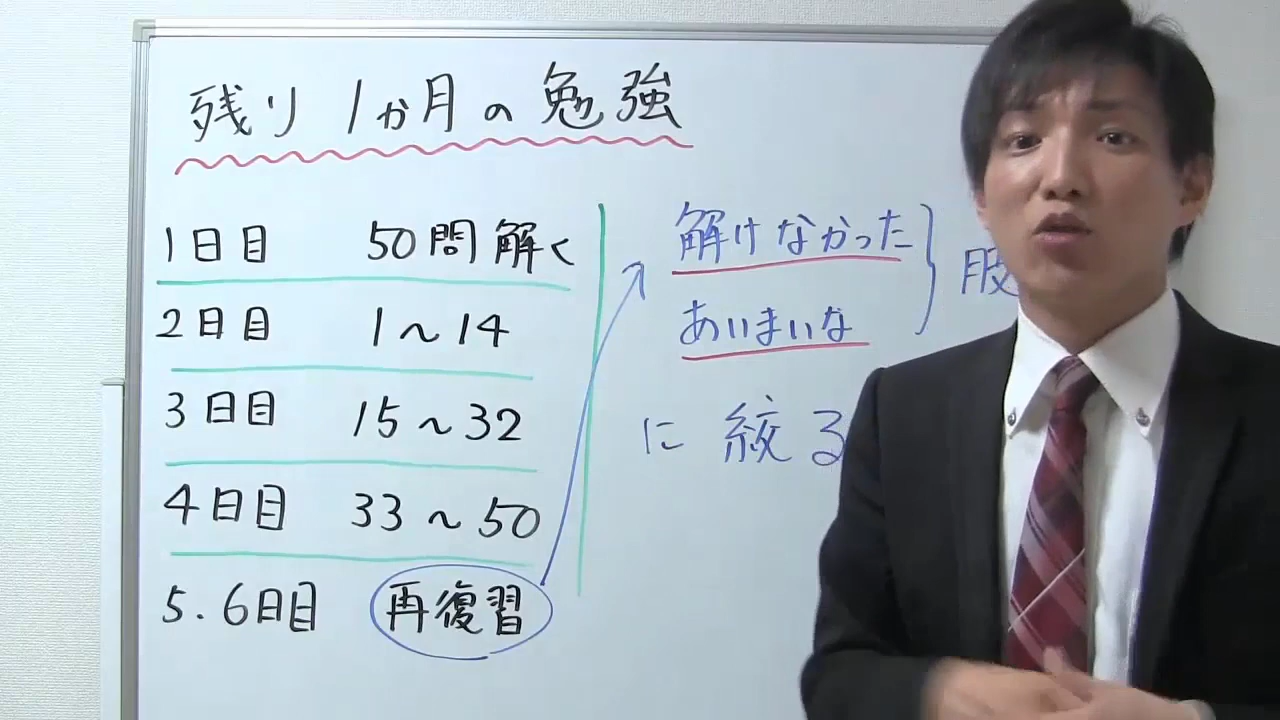 残り1か月の勉強
1日目 50問解く
2日目 1～14
3日目 15～32
4日目 33～50
5.6日目 再復習
解けなかった
あいまいな
肢
に絞る